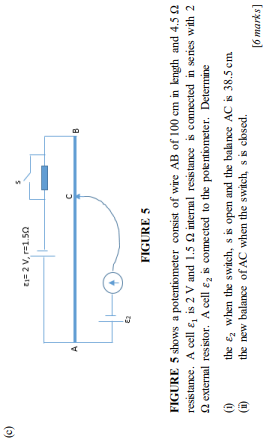 (c)
ε₁= 2 V, r=1.5Ω
S
A
C
B
ε₂
FIGURE 5
FIGURE 5 shows a potentiometer consist of wire AB of 100 cm in length and 4.5 Ω
resistance. A cell ε₁ is 2 V and 1.5 Ω internal resistance is connected in series with 2
Ω external resistor. A cell ε₂ is connected to the potentiometer. Determine
(i) the ε₂ when the switch, s is open and the balance AC is 38.5 cm.
(ii) the new balance of AC when the switch, s is closed.
[6 marks]